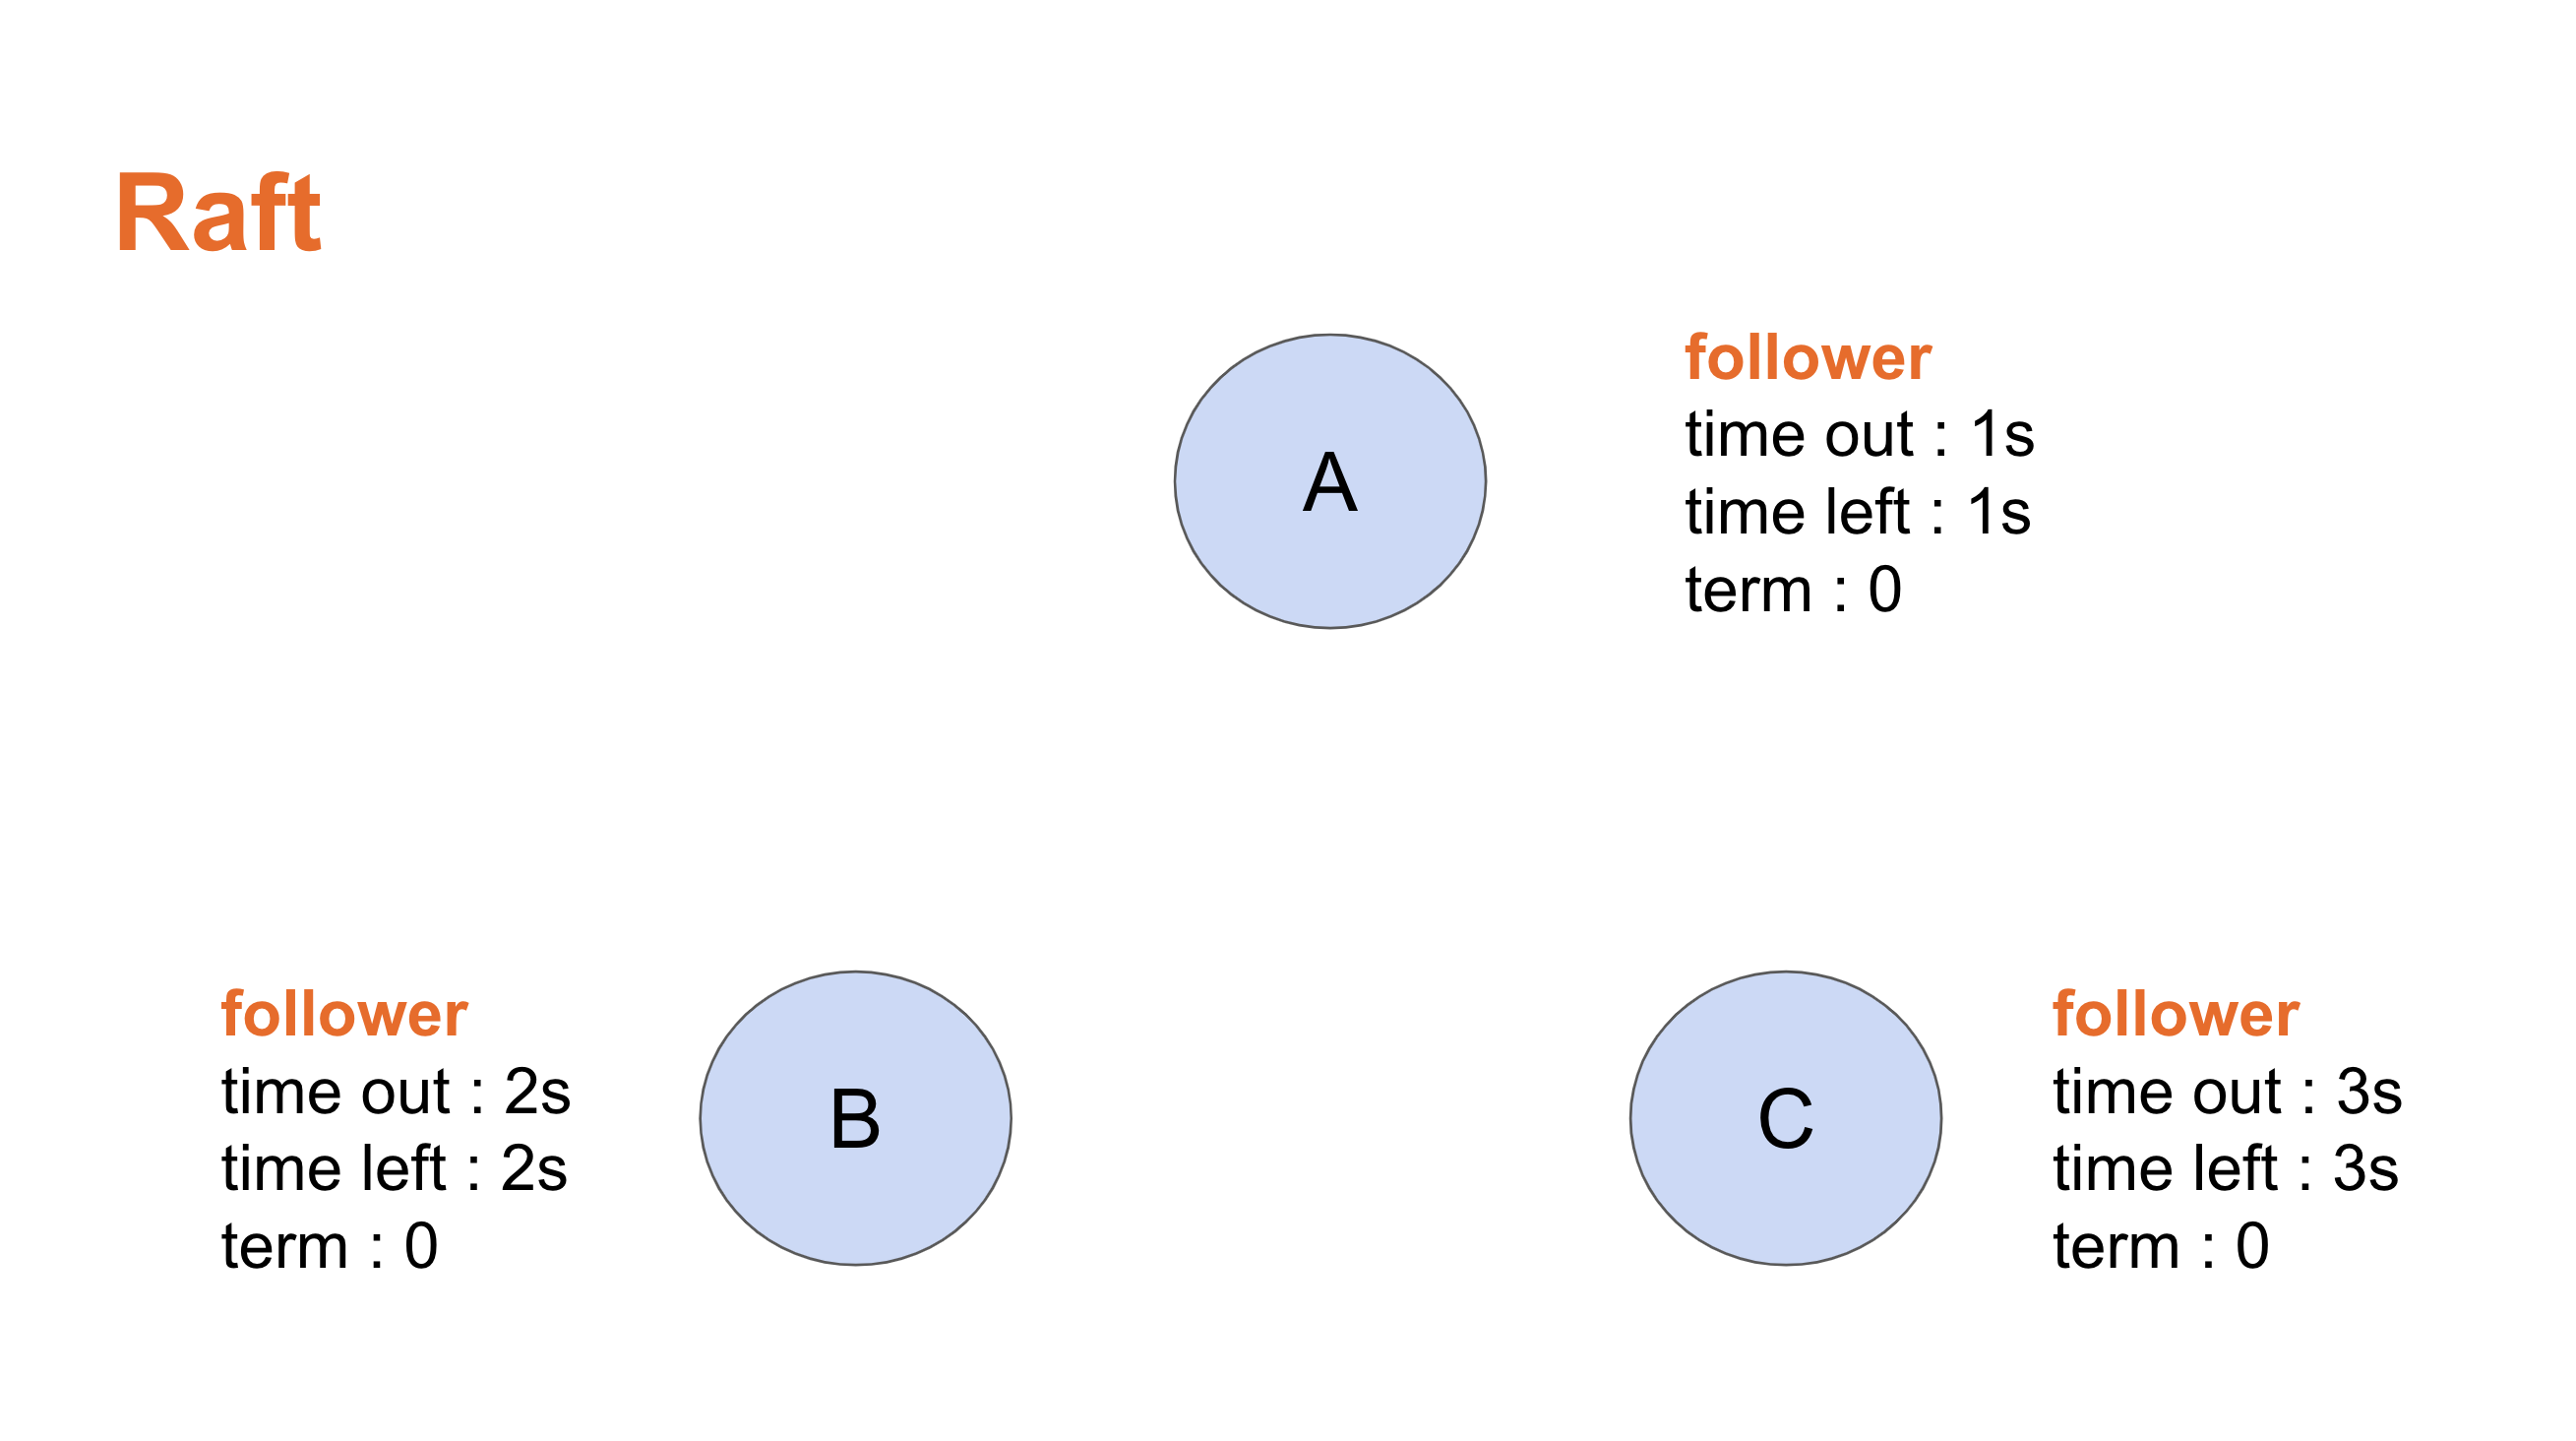 Raft
A
follower
time out : 1s
time left : 1s
term : 0
follower
time out : 2s
time left : 2s
term : 0
B
C
follower
time out : 3s
time left : 3s
term : 0